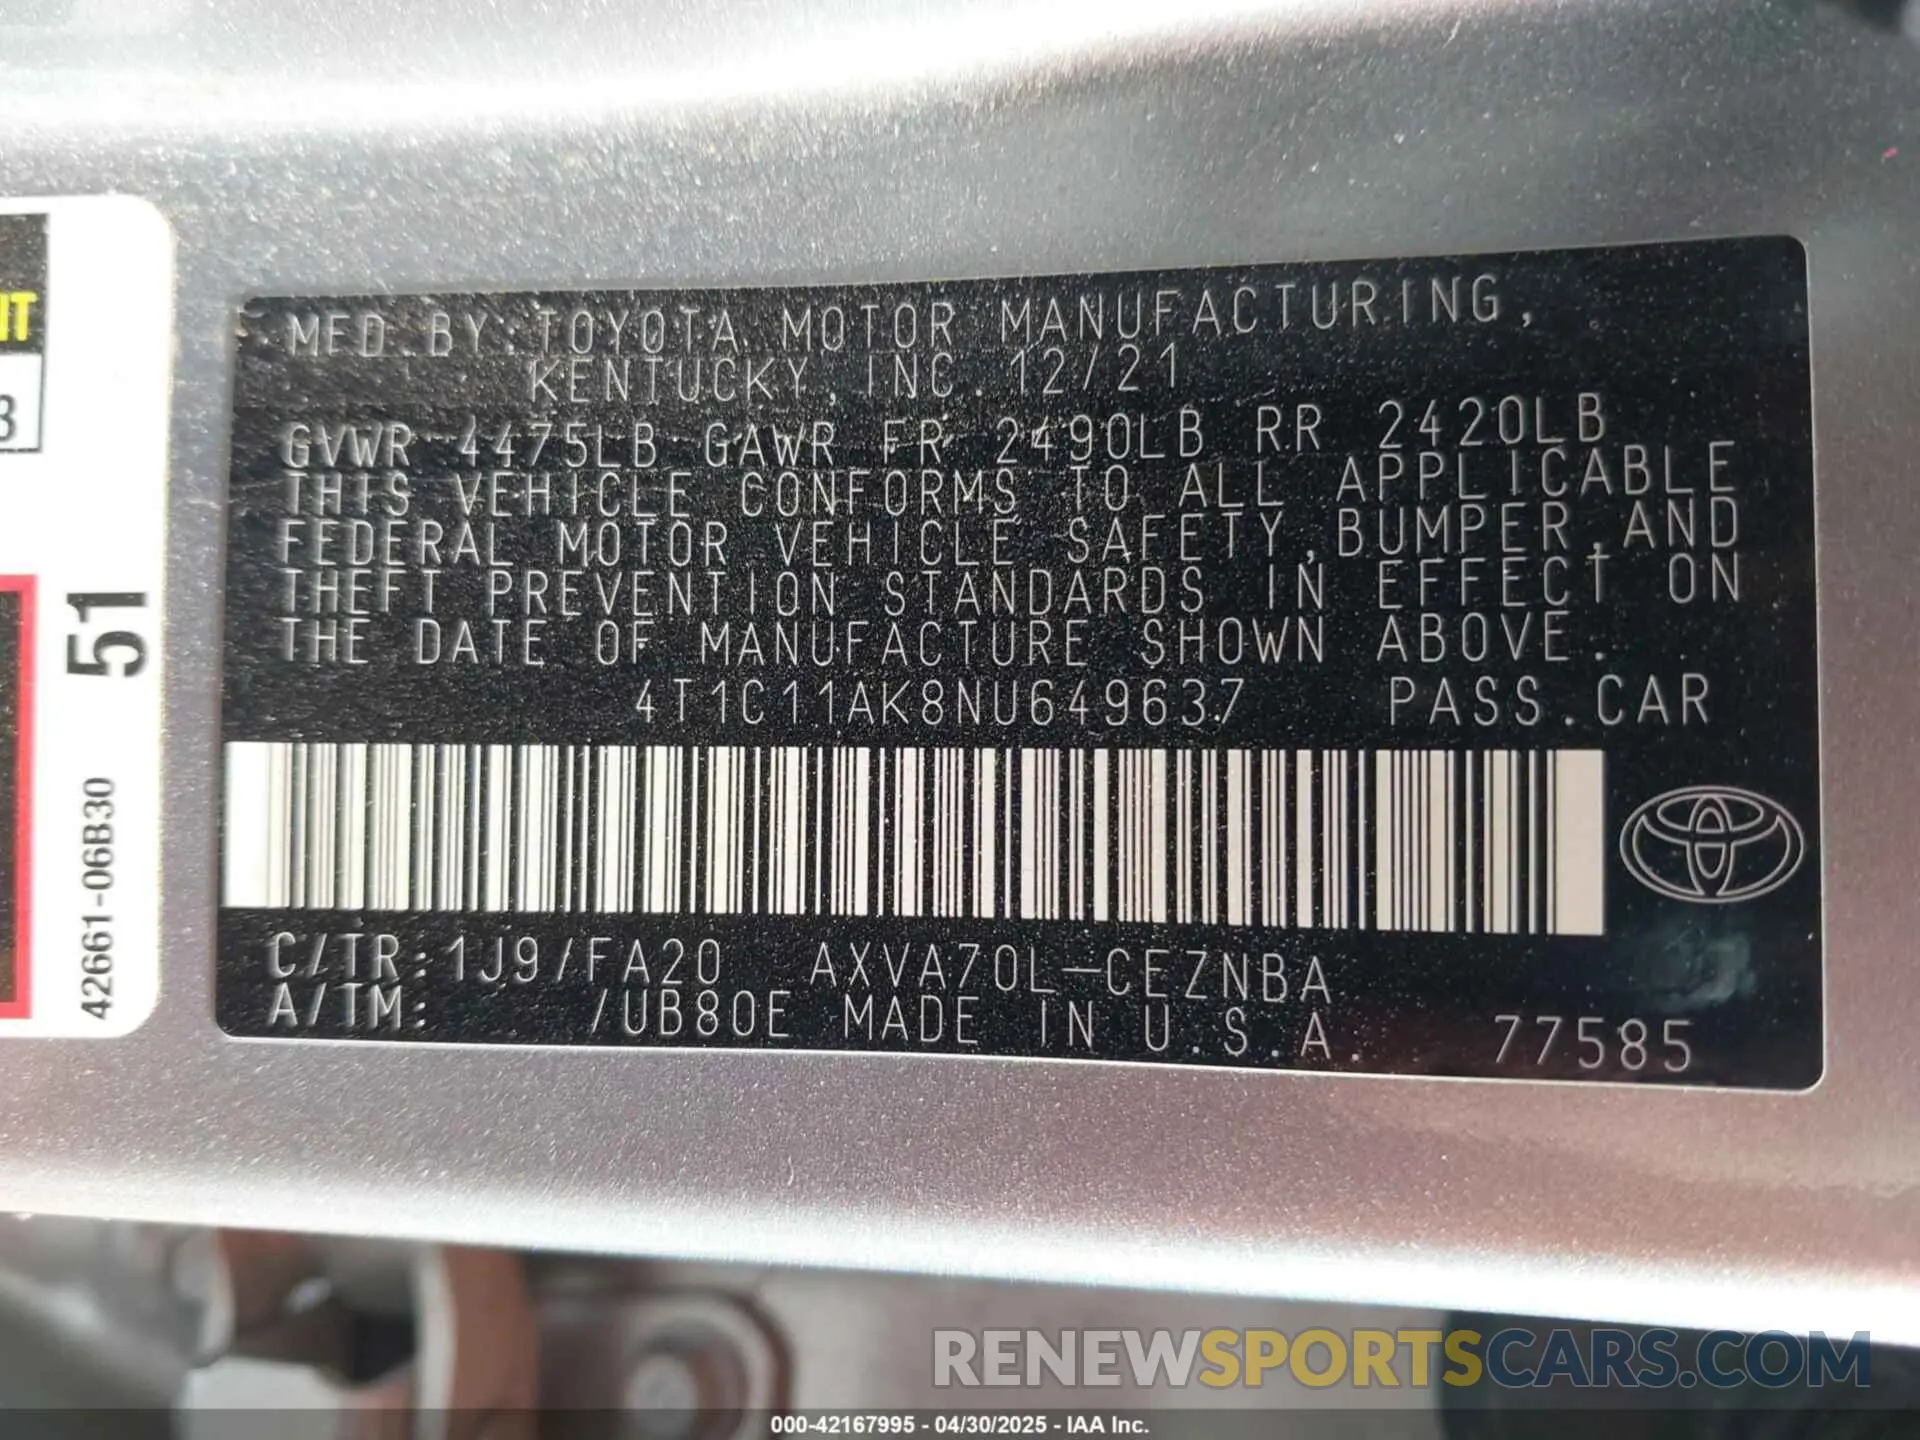 MFD. BY: TOYOTA MOTOR MANUFACTURING,
KENTUCKY, INC. 12/21
GVWR 4475LB GAWR FR 2490LB RR 2420LB
THIS VEHICLE CONFORMS TO ALL APPLICABLE
FEDERAL MOTOR VEHICLE SAFETY, BUMPER, AND
THEFT PREVENTION STANDARDS IN EFFECT ON
THE DATE OF MANUFACTURE SHOWN ABOVE.
4T1C11AK8NU649637 PASS.CAR
C/TR:1J9/FA20 AXVA70L-CEZNBA
A/TM: /UB80E MADE IN U.S.A. 77585
IT
3
51
42661-06B30
RENEWSPORTSCARS.COM
000-42167995 - 04/30/2025 - IAA Inc.